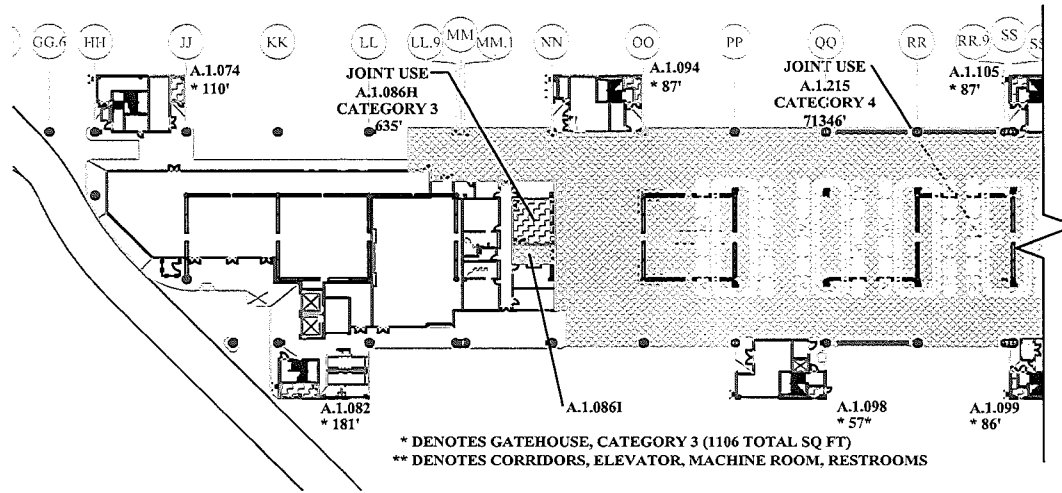 GG.6 HH JJ KK LL LL.9 MM MM.1 NN OO PP QQ RR RR.9 SS
A.1.074
* 110'
JOINT USE
A.1.086H
CATEGORY 3
635'
A.1.094
* 87'
JOINT USE
A.1.215
CATEGORY 4
71346'
A.1.105
* 87'
A.1.082
* 181'
A.1.086I
A.1.098
* 57*
A.1.099
* 86'
* DENOTES GATEHOUSE, CATEGORY 3 (1106 TOTAL SQ FT)
** DENOTES CORRIDORS, ELEVATOR, MACHINE ROOM, RESTROOMS